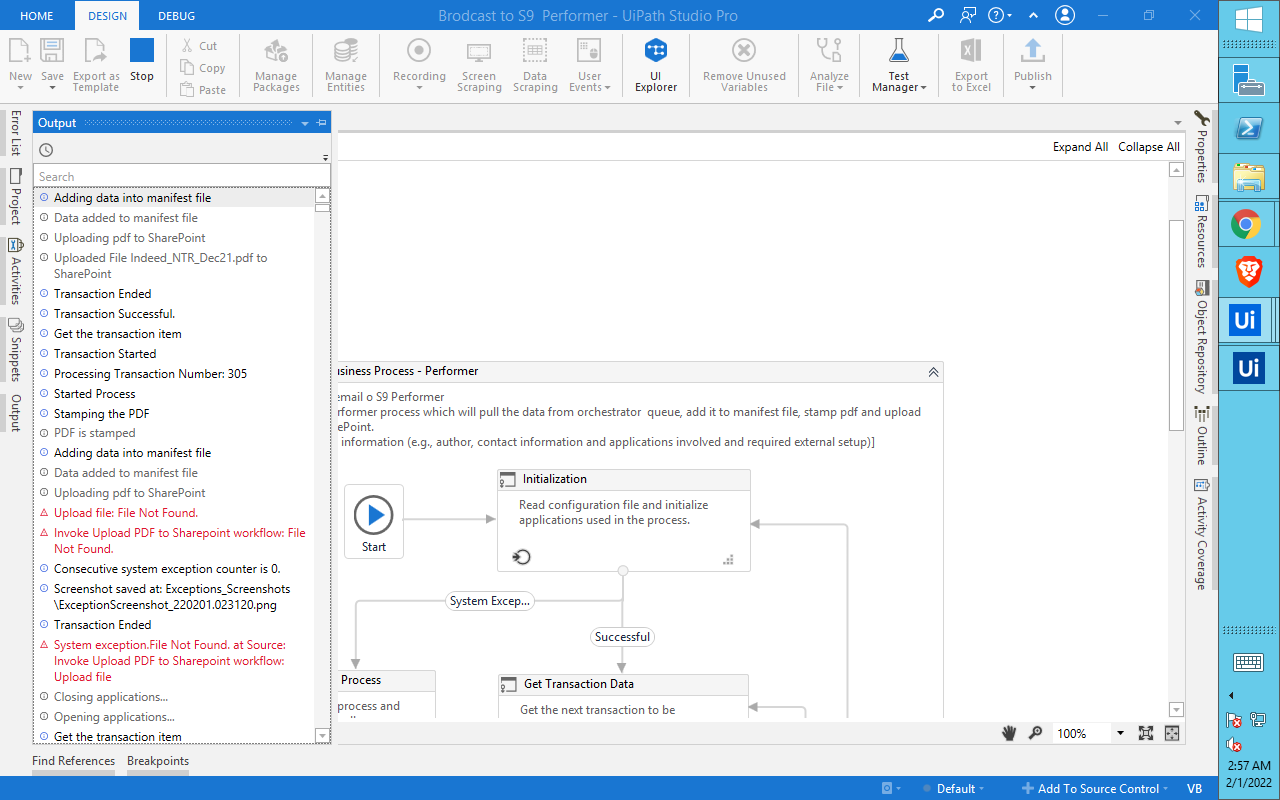 HOME DESIGN DEBUG Brodcast to S9 Performer - UiPath Studio Pro
New Save Export as Template Stop
Cut
Copy
Paste
Manage Packages
Manage Entities
Recording
Screen Scraping
Data Scraping
User Events
UI Explorer
Remove Unused Variables
Analyze File
Test Manager
Export to Excel
Publish
Error List
Project
Activities
Snippets
Output
Output
Search
Adding data into manifest file
Data added to manifest file
Uploading pdf to SharePoint
Uploaded File Indeed_NTR_Dec21.pdf to
SharePoint
Transaction Ended
Transaction Successful.
Get the transaction item
Transaction Started
Processing Transaction Number: 305
Started Process
Stamping the PDF
PDF is stamped
Adding data into manifest file
Data added to manifest file
Uploading pdf to SharePoint
Upload file: File Not Found.
Invoke Upload PDF to Sharepoint workflow: File
Not Found.
Consecutive system exception counter is 0.
Screenshot saved at: Exceptions_Screenshots
\ExceptionScreenshot_220201.023120.png
Transaction Ended
System exception.File Not Found. at Source:
Invoke Upload PDF to Sharepoint workflow:
Upload file
Closing applications...
Opening applications...
Get the transaction item
Find References Breakpoints
Expand All Collapse All
usiness Process - Performer
email o S9 Performer
rformer process which will pull the data from orchestrator queue, add it to manifest file, stamp pdf and upload
ePoint.
information (e.g., author, contact information and applications involved and required external setup)]
Start
Initialization
Read configuration file and initialize
applications used in the process.
System Excep...
Successful
Process
process and
Get Transaction Data
Get the next transaction to be
100%
Properties
Resources
Object Repository
Outline
Activity Coverage
Default Add To Source Control VB
Ui
Ui
2:57 AM
2/1/2022